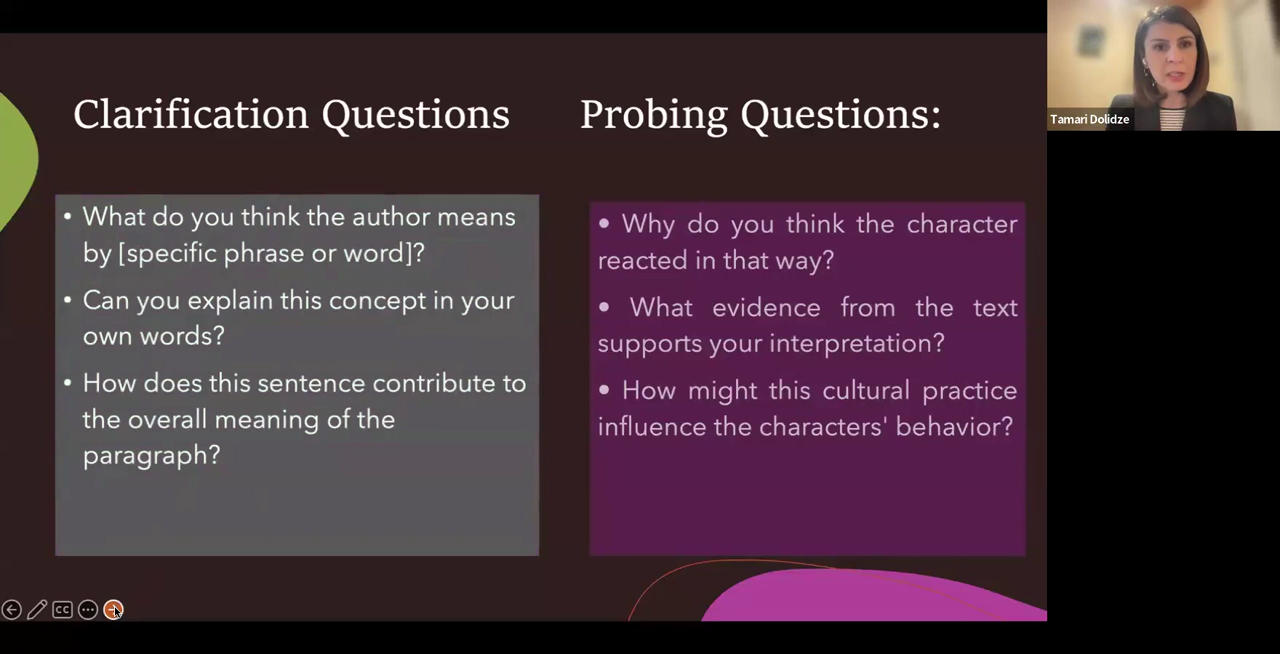 Clarification Questions
• What do you think the author means
by [specific phrase or word]?
• Can you explain this concept in your
own words?
• How does this sentence contribute to
the overall meaning of the
paragraph?
Probing Questions:
• Why do you think the character
reacted in that way?
• What evidence from the text
supports your interpretation?
• How might this cultural practice
influence the characters' behavior?
Tamari Dolidze
CC